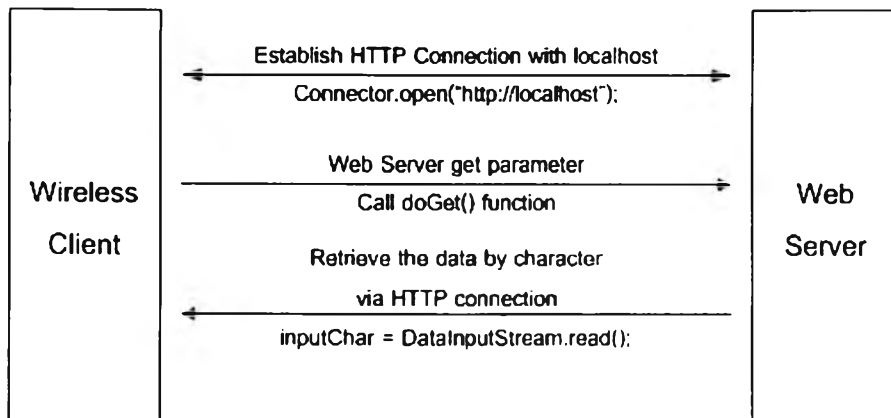 Establish HTTP Connection with localhost
Connector.open("http://localhost");
Web Server get parameter
Call doGet() function
Wireless
Client
Web
Server
Retrieve the data by character
via HTTP connection
inputChar = DataInputStream.read();